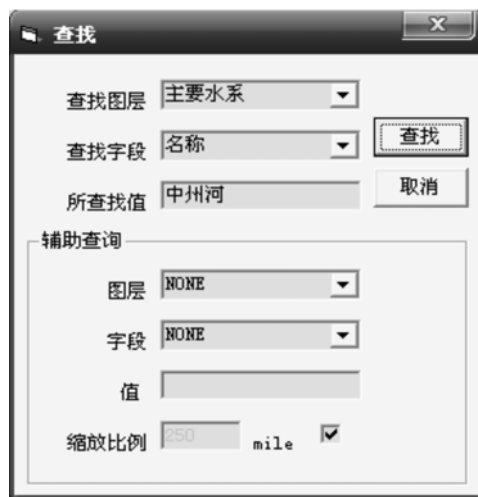 查找
查找图层 主要水系
查找字段 名称 查找
所查找值 中州河 取消
辅助查询
图层 NONE
字段 NONE
值
缩放比例 250 mile